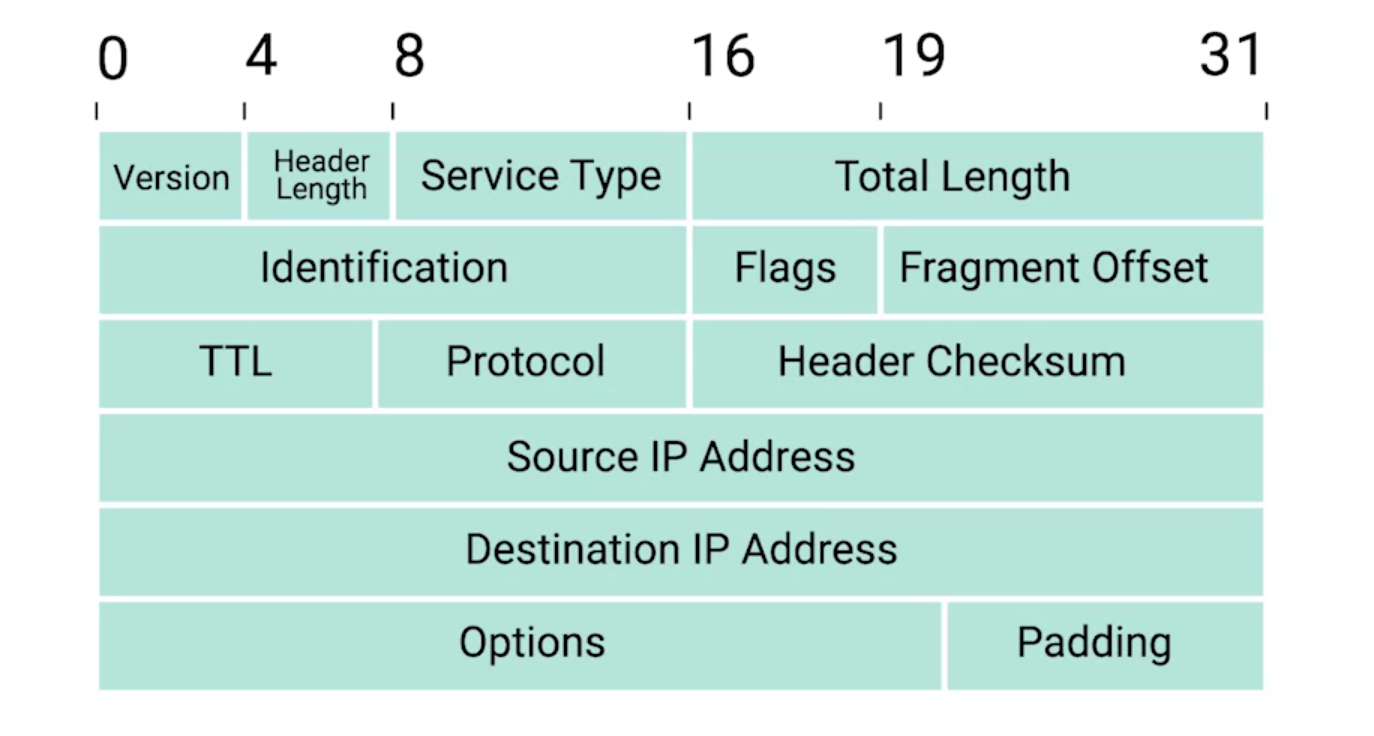 0 4 8 16 19 31
Version Header Length Service Type Total Length
Identification Flags Fragment Offset
TTL Protocol Header Checksum
Source IP Address
Destination IP Address
Options Padding